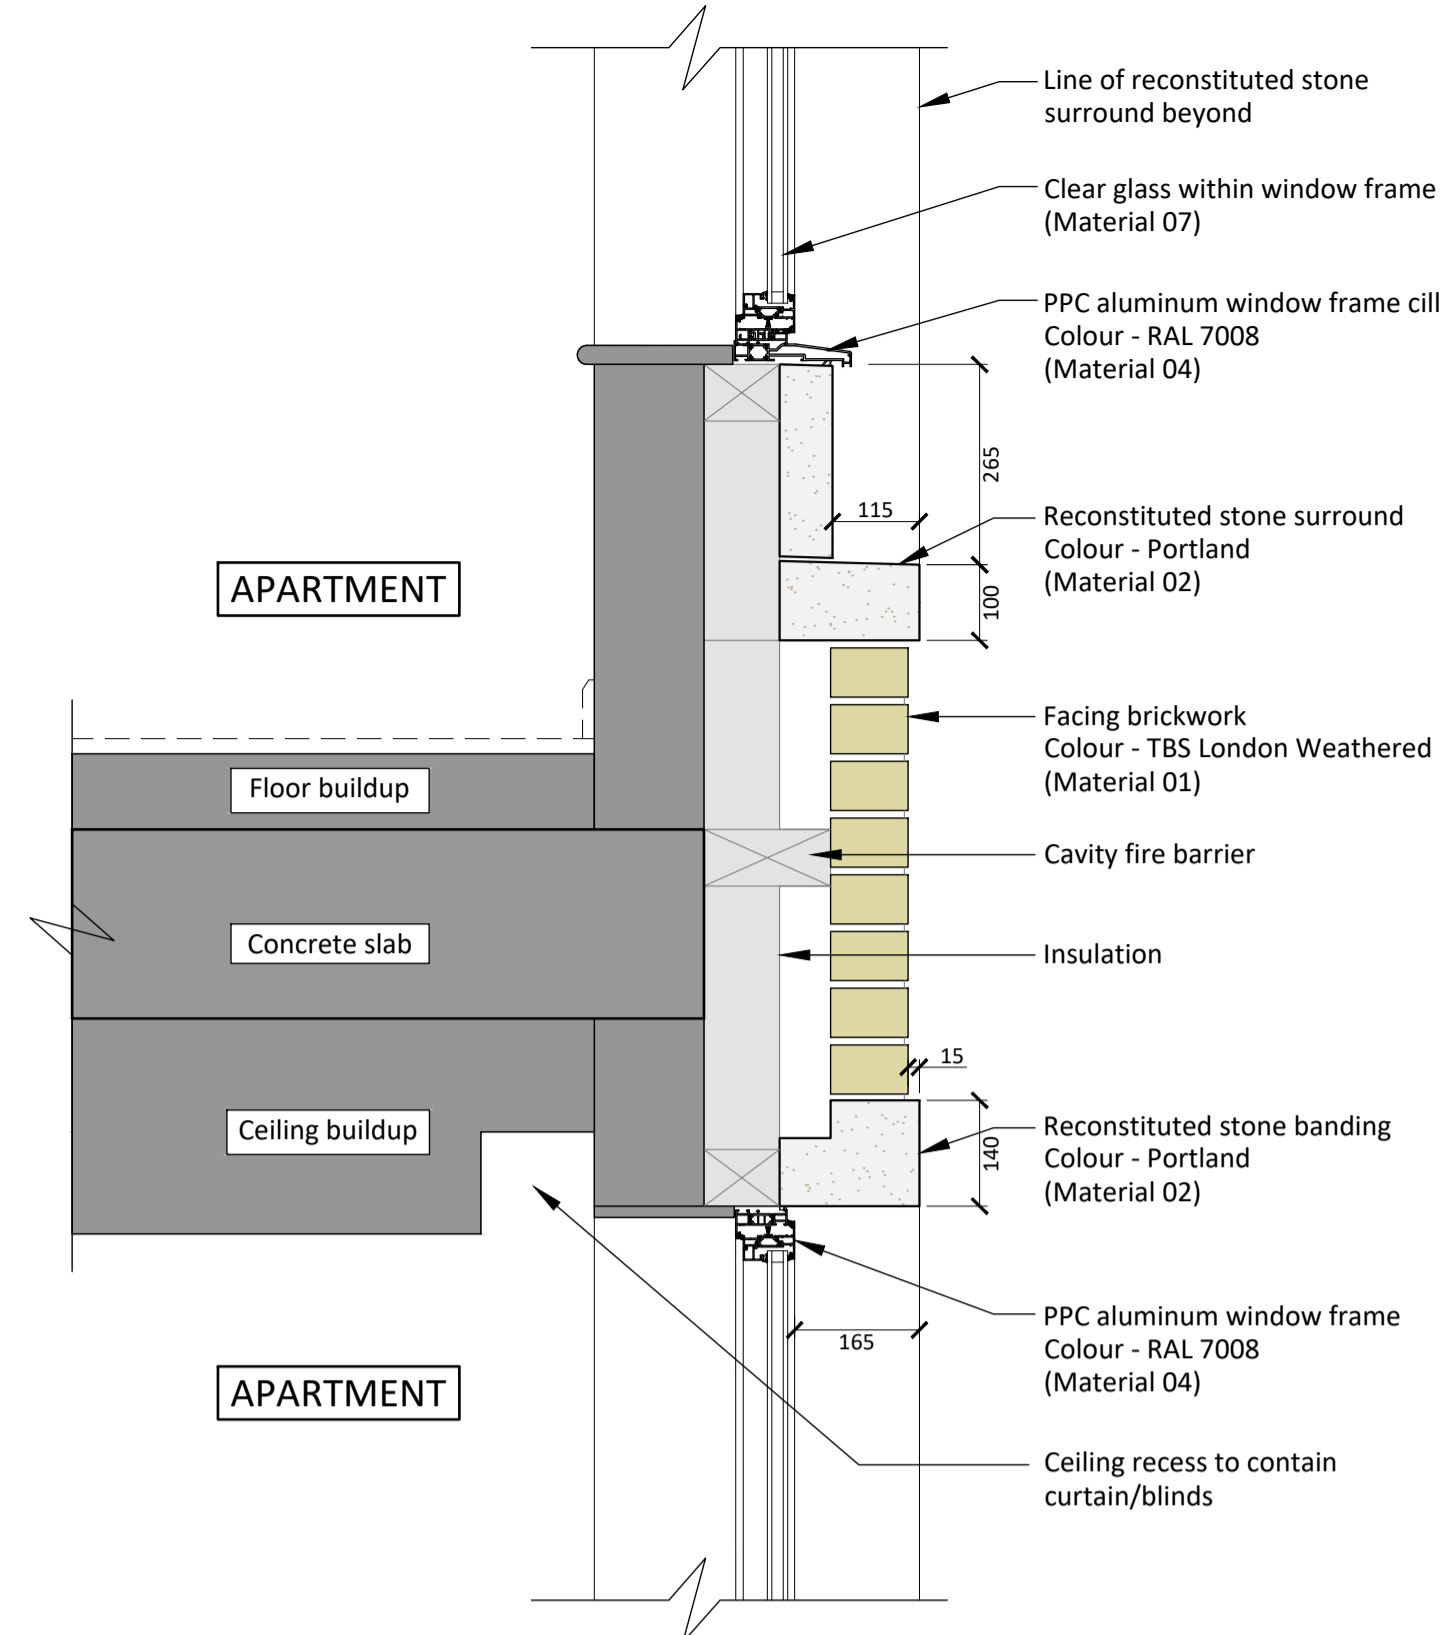 Line of reconstituted stone
surround beyond
Clear glass within window frame
(Material 07)
PPC aluminum window frame cill
Colour - RAL 7008
(Material 04)
265
115
Reconstituted stone surround
Colour - Portland
(Material 02)
100
APARTMENT
Facing brickwork
Colour - TBS London Weathered
(Material 01)
Floor buildup
Cavity fire barrier
Concrete slab
Insulation
15
Ceiling buildup
140
Reconstituted stone banding
Colour - Portland
(Material 02)
165
PPC aluminum window frame
Colour - RAL 7008
(Material 04)
APARTMENT
Ceiling recess to contain
curtain/blinds